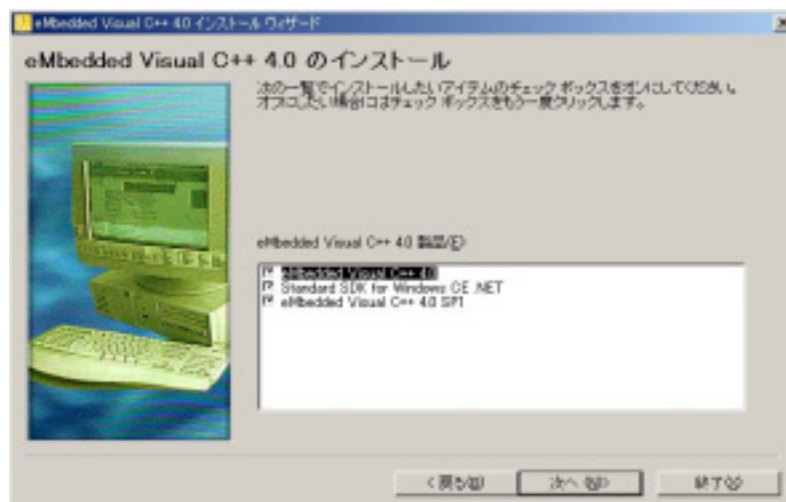 eMbedded Visual C++ 4.0 インストール ウィザード
eMbedded Visual C++ 4.0 のインストール
次の一覧でインストールしたいアイテムのチェック ボックスをオンにしてください。
オフにしたい場合にはチェック ボックスをもう一度クリックします。
eMbedded Visual C++ 4.0 製品(E)
eMbedded Visual C++ 4.0
Standard SDK for Windows CE .NET
eMbedded Visual C++ 4.0 SP1
< 戻る(B)
次へ(N)>
終了(X)